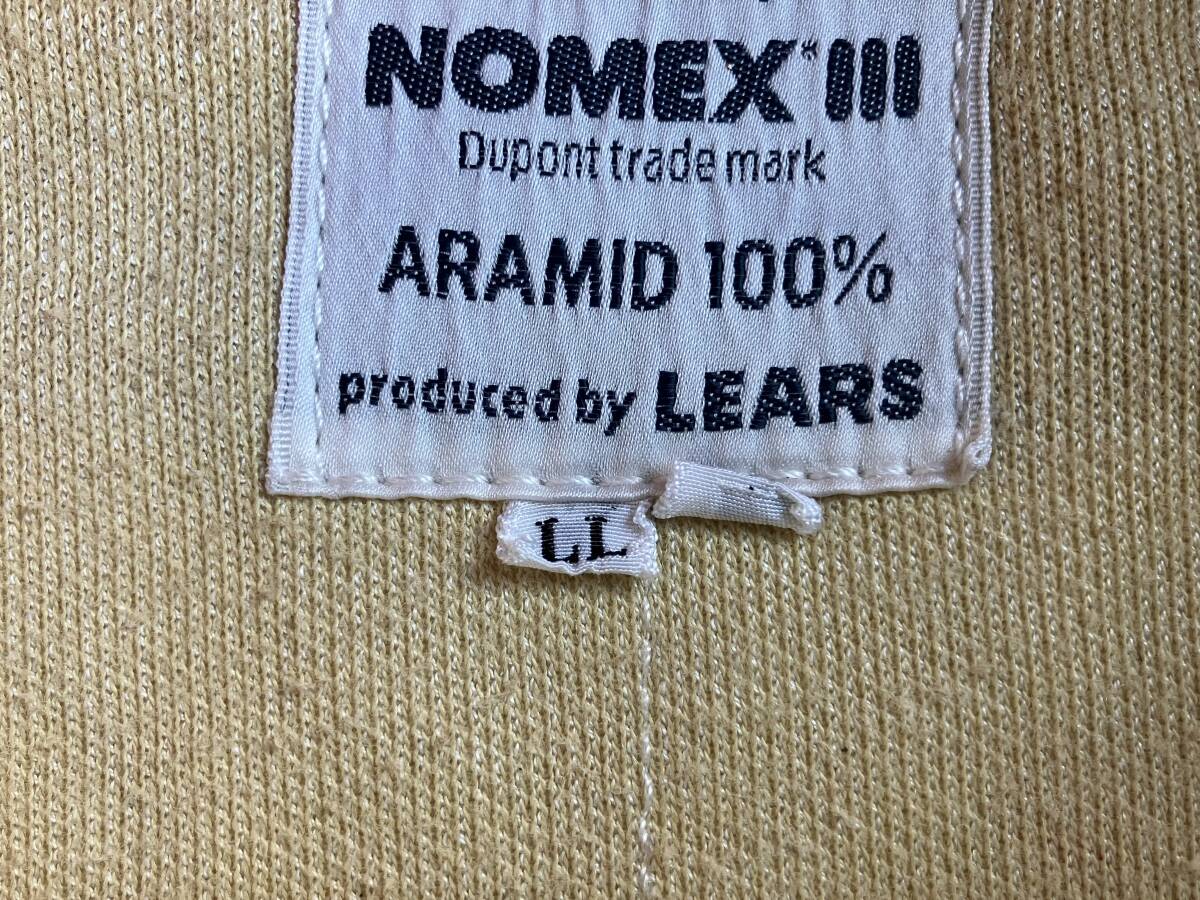 NOMEX* III
Dupont trade mark
ARAMID 100%
produced by LEARS
LL